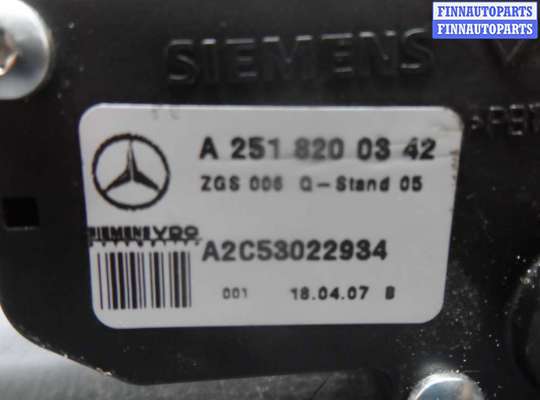 FINNAUTOPARTS
FINNAUTOPARTS
SIEMENS
A 251 820 03 42
ZGS 006 Q-Stand 05
SIEMENS VDO
A2C53022934
001 18.04.07 B